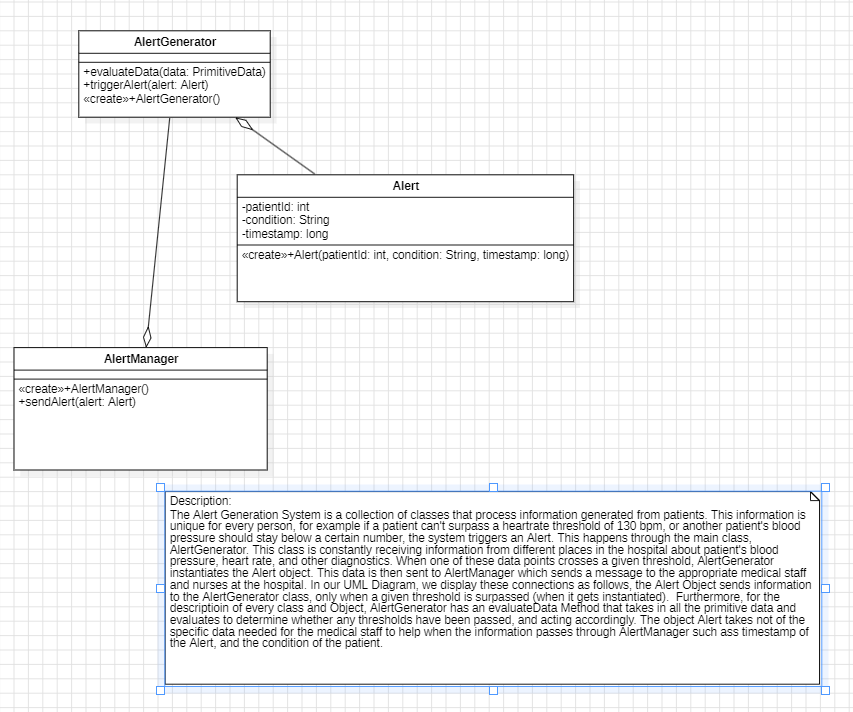 AlertGenerator
+evaluateData(data: PrimitiveData)
+triggerAlert(alert: Alert)
«create»+AlertGenerator()
Alert
-patientId: int
-condition: String
-timestamp: long
«create»+Alert(patientId: int, condition: String, timestamp: long)
AlertManager
«create»+AlertManager()
+sendAlert(alert: Alert)
Description:
The Alert Generation System is a collection of classes that process information generated from patients. This information is
unique for every person, for example if a patient can't surpass a heartrate threshold of 130 bpm, or another patient's blood
pressure should stay below a certain number, the system triggers an Alert. This happens through the main class,
AlertGenerator. This class is constantly receiving information from different places in the hospital about patient's blood
pressure, heart rate, and other diagnostics. When one of these data points crosses a given threshold, AlertGenerator
instantiates the Alert object. This data is then sent to AlertManager which sends a message to the appropriate medical staff
and nurses at the hospital. In our UML Diagram, we display these connections as follows, the Alert Object sends information
to the AlertGenerator class, only when a given threshold is surpassed (when it gets instantiated).  Furthermore, for the
descriptioin of every class and Object, AlertGenerator has an evaluateData Method that takes in all the primitive data and
evaluates to determine whether any thresholds have been passed, and acting accordingly. The object Alert takes not of the
specific data needed for the medical staff to help when the information passes through AlertManager such ass timestamp of
the Alert, and the condition of the patient.